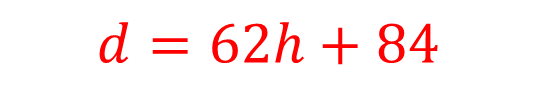 d = 62h + 84